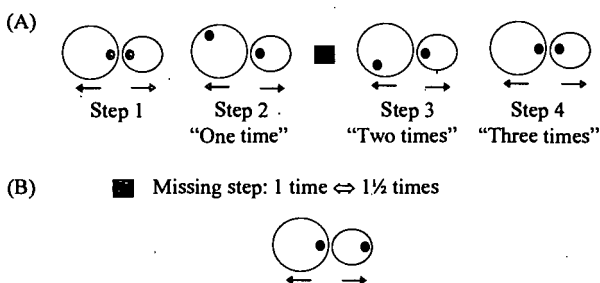 (A)
Step 1 Step 2 Step 3 Step 4
"One time" "Two times" "Three times"
(B) Missing step: 1 time ⇔ 1½ times